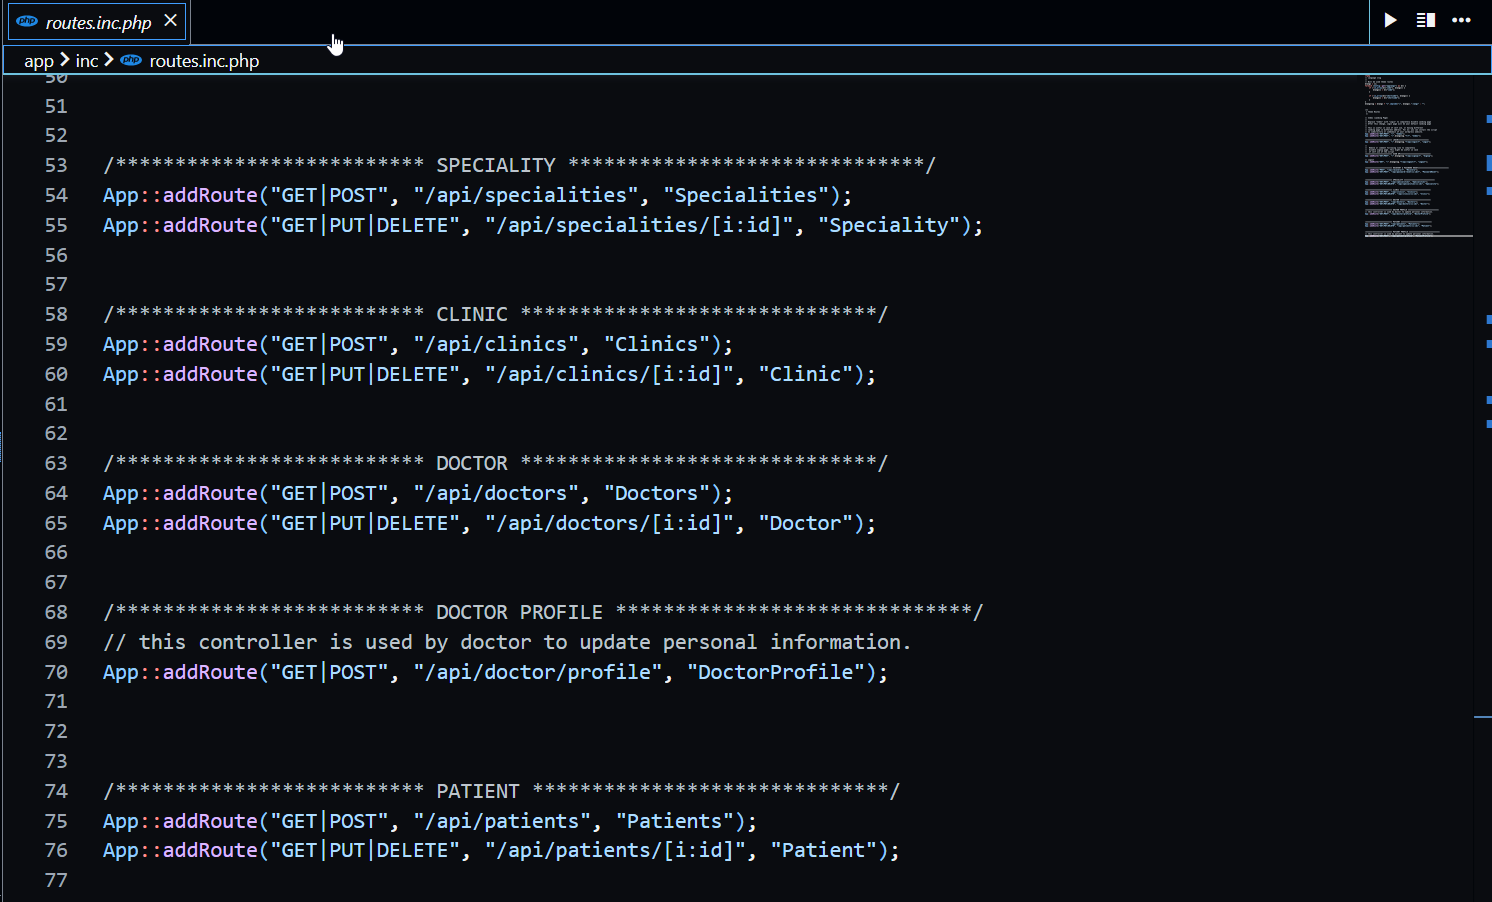 php routes.inc.php
app > inc > php routes.inc.php
50
51
52
53 /************************** SPECIALITY ******************************/
54 App::addRoute("GET|POST", "/api/specialities", "Specialities");
55 App::addRoute("GET|PUT|DELETE", "/api/specialities/[i:id]", "Speciality");
56
57
58 /************************** CLINIC ******************************/
59 App::addRoute("GET|POST", "/api/clinics", "Clinics");
60 App::addRoute("GET|PUT|DELETE", "/api/clinics/[i:id]", "Clinic");
61
62
63 /************************** DOCTOR ******************************/
64 App::addRoute("GET|POST", "/api/doctors", "Doctors");
65 App::addRoute("GET|PUT|DELETE", "/api/doctors/[i:id]", "Doctor");
66
67
68 /************************** DOCTOR PROFILE ******************************/
69 // this controller is used by doctor to update personal information.
70 App::addRoute("GET|POST", "/api/doctor/profile", "DoctorProfile");
71
72
73
74 /************************** PATIENT ******************************/
75 App::addRoute("GET|POST", "/api/patients", "Patients");
76 App::addRoute("GET|PUT|DELETE", "/api/patients/[i:id]", "Patient");
77